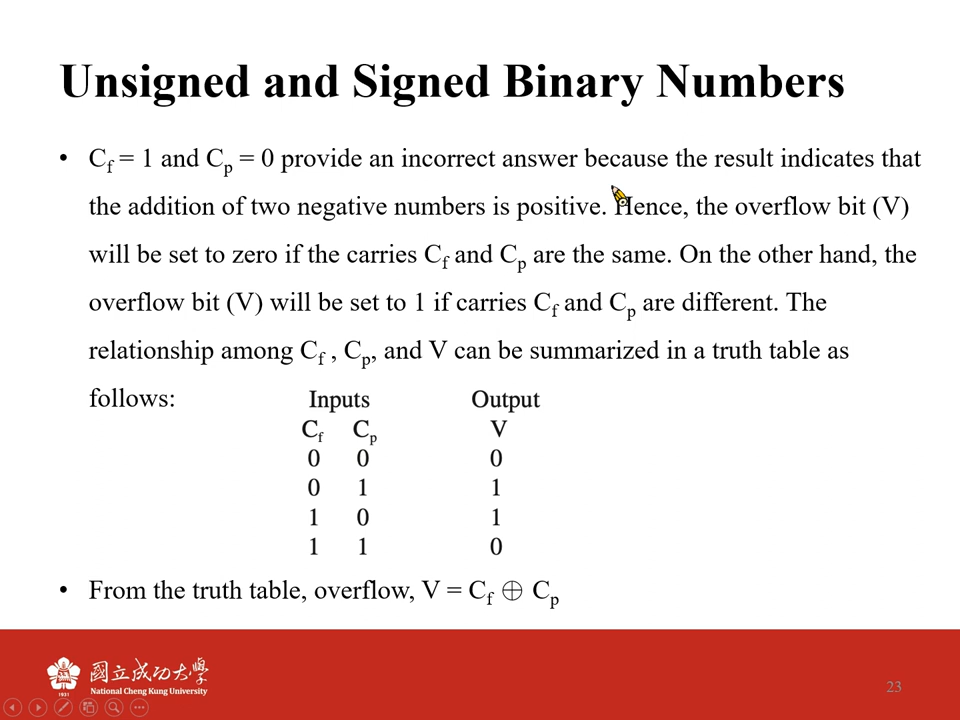 Unsigned and Signed Binary Numbers
• Cf = 1 and Cp = 0 provide an incorrect answer because the result indicates that
the addition of two negative numbers is positive. Hence, the overflow bit (V)
will be set to zero if the carries Cf and Cp are the same. On the other hand, the
overflow bit (V) will be set to 1 if carries Cf and Cp are different. The
relationship among Cf , Cp, and V can be summarized in a truth table as
follows:
Inputs Output
Cf Cp V
0 0 0
0 1 1
1 0 1
1 1 0
• From the truth table, overflow, V = Cf ⊕ Cp
國立成功大學
National Cheng Kung University
1931
23